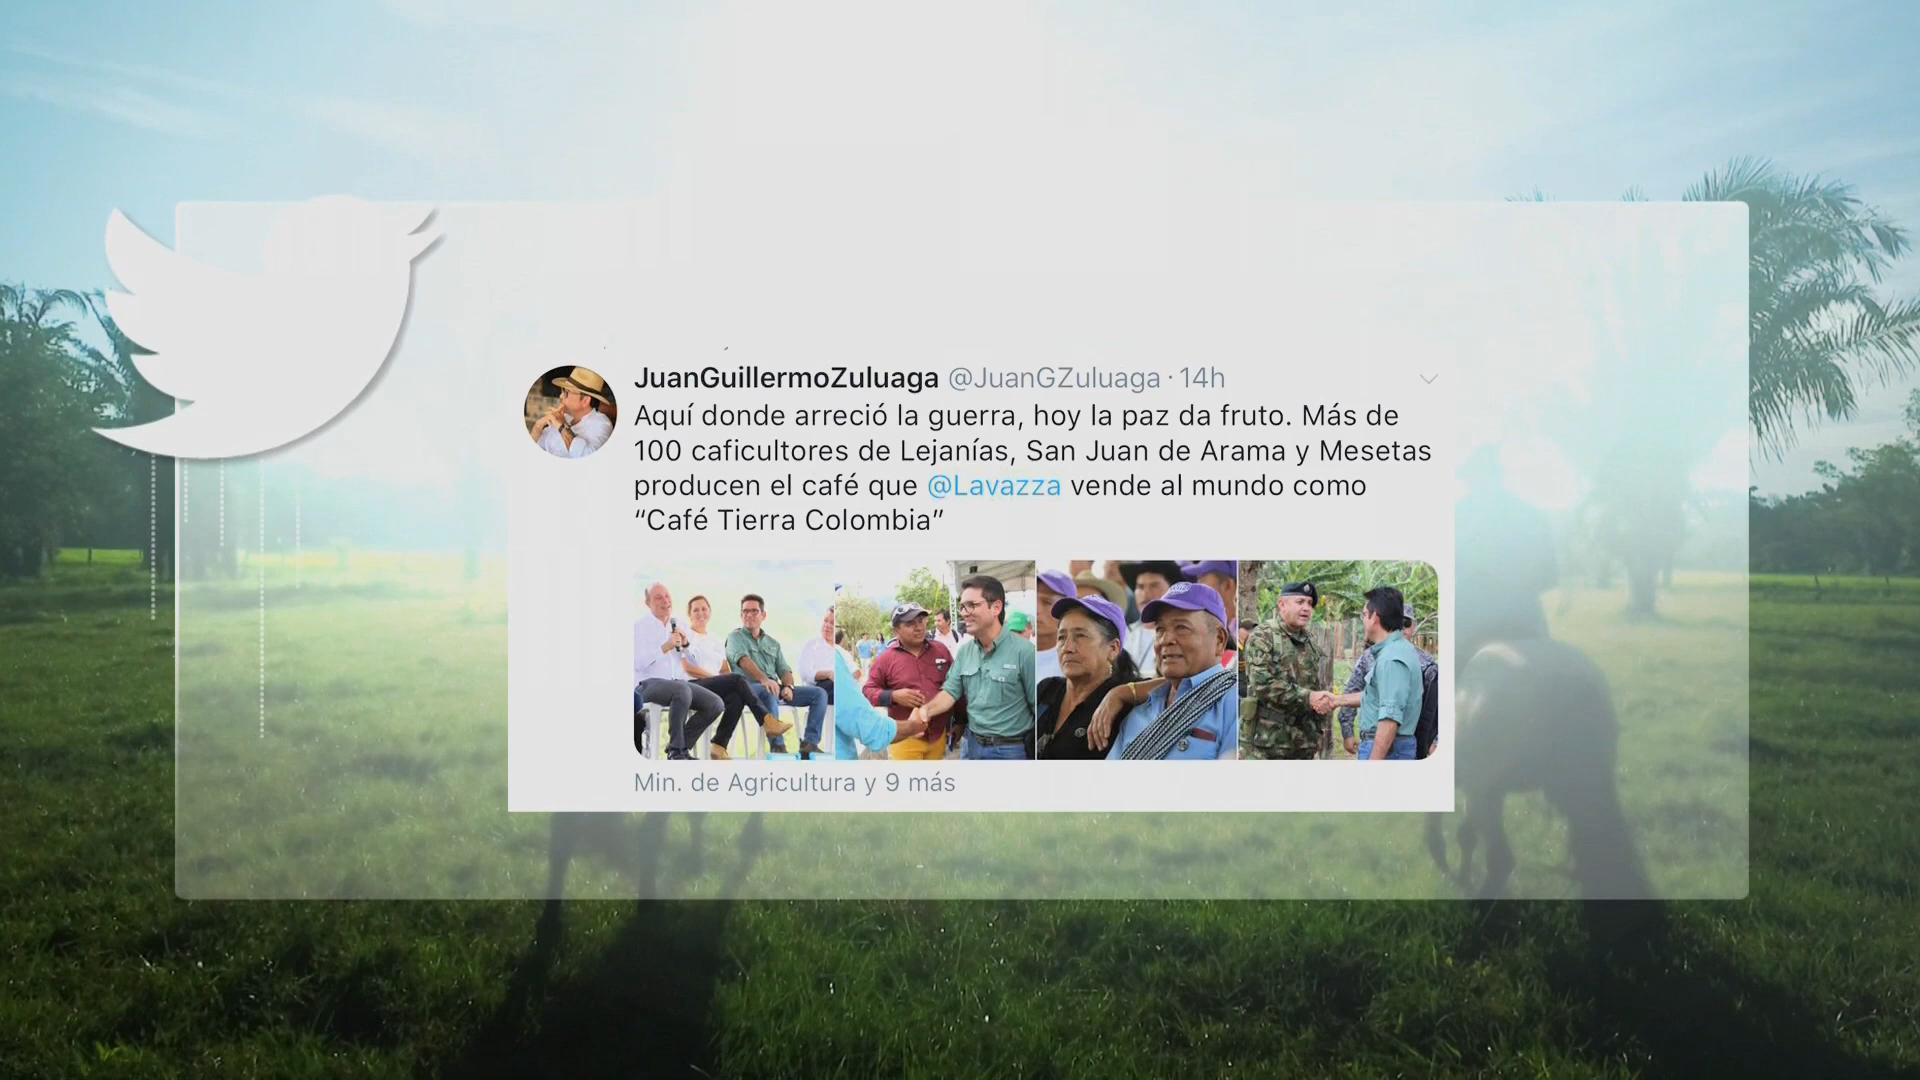 JuanGuillermoZuluaga @JuanGZuluaga · 14h
Aquí donde arreció la guerra, hoy la paz da fruto. Más de
100 caficultores de Lejanías, San Juan de Arama y Mesetas
producen el café que @Lavazza vende al mundo como
“Café Tierra Colombia”
Min. de Agricultura y 9 más